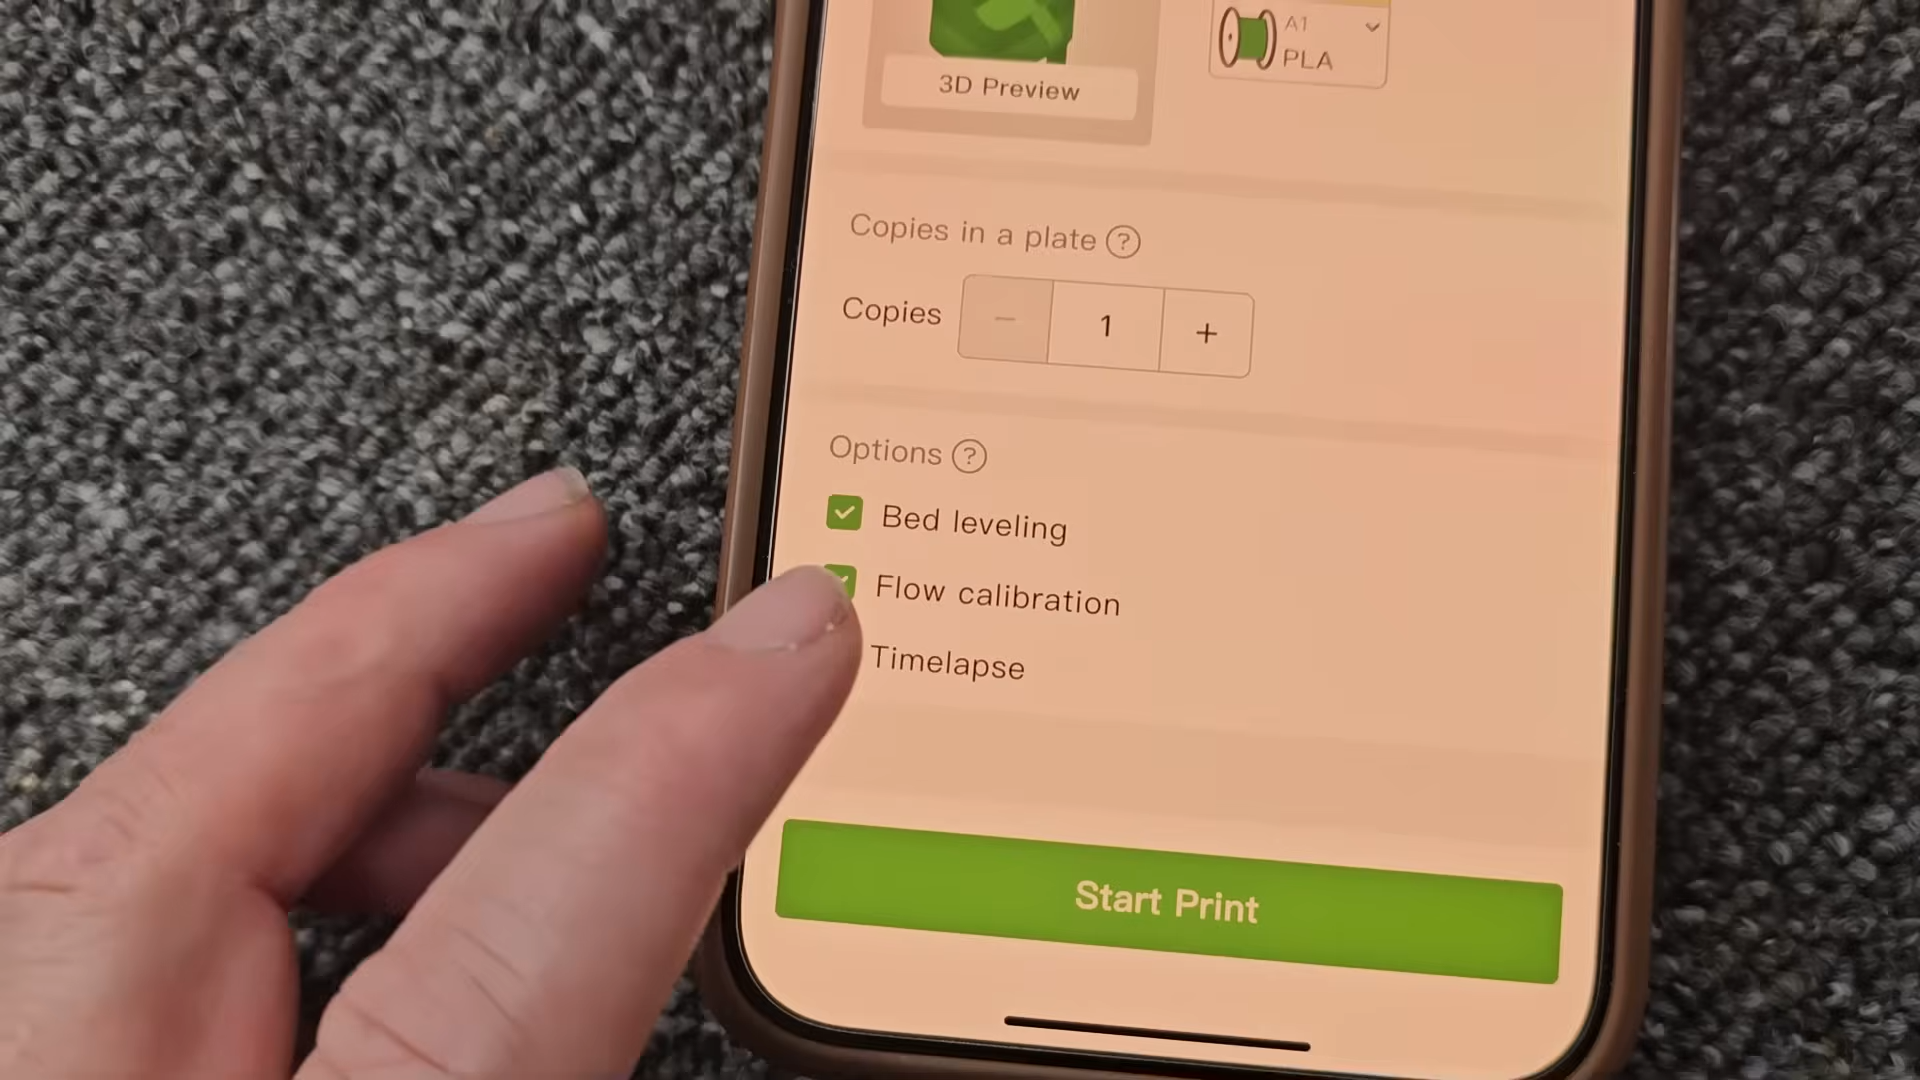 A1
PLA
3D Preview
Copies in a plate ?
Copies − 1 +
Options ?
Bed leveling
Flow calibration
Timelapse
Start Print